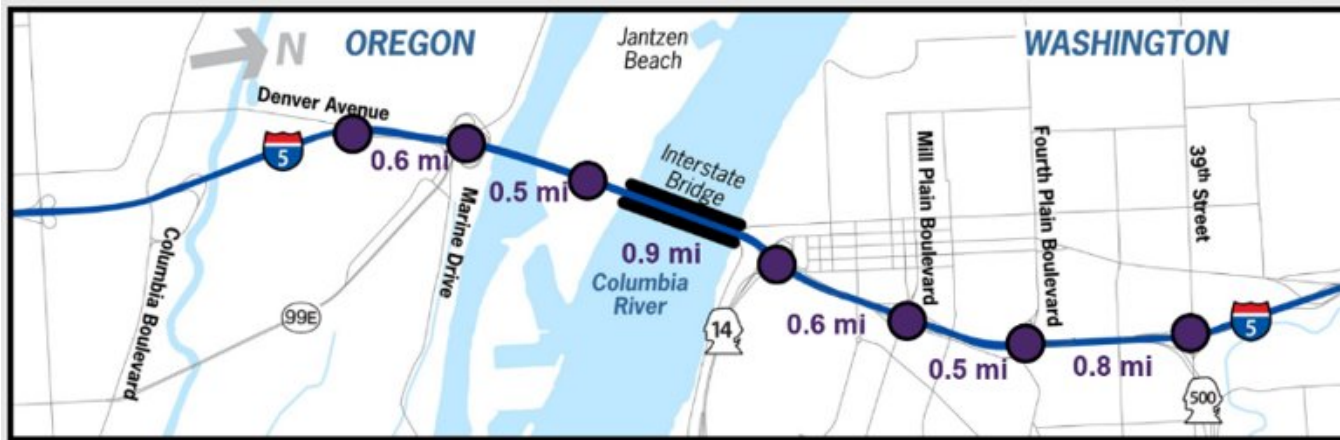 OREGON
N
Jantzen
Beach
WASHINGTON
Denver Avenue
5
0.6 mi
0.5 mi
Interstate
Bridge
Marine Drive
Columbia Boulevard
99E
0.9 mi
Columbia
River
14
0.6 mi
Mill Plain Boulevard
0.5 mi
Fourth Plain Boulevard
0.8 mi
39th Street
5
500